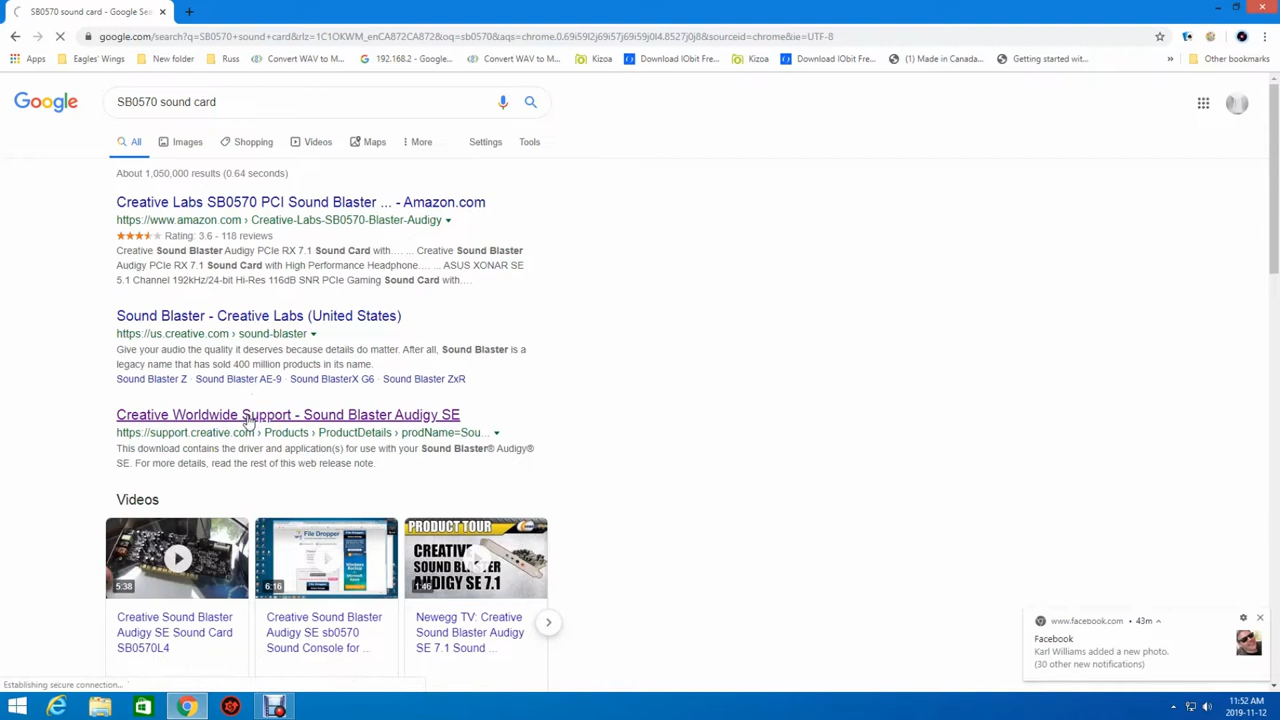 SB0570 sound card - Google Sea
google.com/search?q=SB0570+sound+card&rlz=1C1OKWM_enCA872CA872&oq=sb0570&aqs=chrome.0.69i59l2j69i57j69i59j0l4.8527j0j8&sourceid=chrome&ie=UTF-8
Apps Eagles' Wings New folder Russ Convert WAV to M... 192.168.2 - Google... Convert WAV to M... Kizoa Download IObit Fre... Kizoa Download IObit Fre... (1) Made in Canada... Getting started wit... » Other bookmarks
Google SB0570 sound card
All Images Shopping Videos Maps More Settings Tools
About 1,050,000 results (0.64 seconds)
Creative Labs SB0570 PCI Sound Blaster ... - Amazon.com
https://www.amazon.com › Creative-Labs-SB0570-Blaster-Audigy
Rating: 3.6 - 118 reviews
Creative Sound Blaster Audigy PCIe RX 7.1 Sound Card with.... ... Creative Sound Blaster
Audigy PCIe RX 7.1 Sound Card with High Performance Headphone.... ... ASUS XONAR SE
5.1 Channel 192kHz/24-bit Hi-Res 116dB SNR PCIe Gaming Sound Card with....
Sound Blaster - Creative Labs (United States)
https://us.creative.com › sound-blaster
Give your audio the quality it deserves because details do matter. After all, Sound Blaster is a
legacy name that has sold 400 million products in its name.
Sound Blaster Z · Sound Blaster AE-9 · Sound BlasterX G6 · Sound Blaster ZxR
Creative Worldwide Support - Sound Blaster Audigy SE
https://support.creative.com › Products › ProductDetails › prodName=Sou...
This download contains the driver and application(s) for use with your Sound Blaster® Audigy®
SE. For more details, read the rest of this web release note.
Videos
5:38
File Dropper
6:16
PRODUCT TOUR
CREATIVE
SOUND BLASTER
AUDIGY SE 7.1
1:46
Creative Sound Blaster
Audigy SE Sound Card
SB0570L4
Creative Sound Blaster
Audigy SE sb0570
Sound Console for ...
Newegg TV: Creative
Sound Blaster Audigy
SE 7.1 Sound ...
www.facebook.com • 43m
Facebook
Karl Williams added a new photo.
(30 other new notifications)
Establishing secure connection...
11:52 AM
2019-11-12